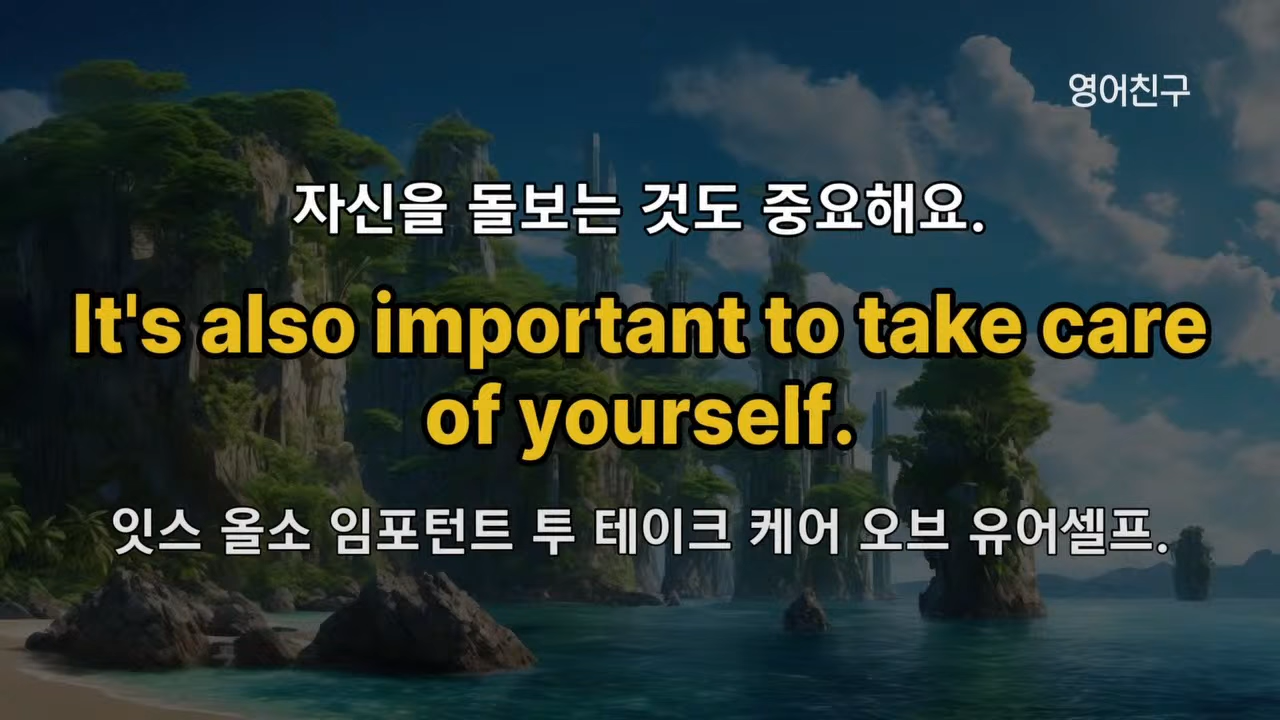 영어친구
자신을 돌보는 것도 중요해요.
It's also important to take care
of yourself.
잇스 올소 임포턴트 투 테이크 케어 오브 유어셀프.